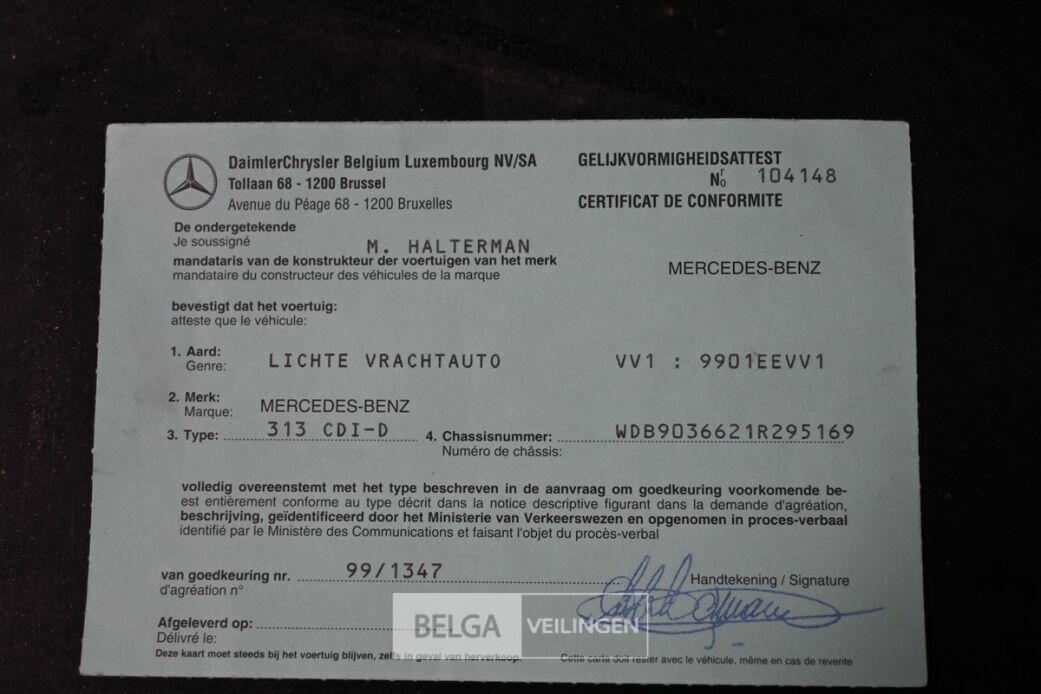 DaimlerChrysler Belgium Luxembourg NV/SA
Tollaan 68 - 1200 Brussel
Avenue du Péage 68 - 1200 Bruxelles
GELIJKVORMIGHEIDSATTEST
Nr/o 104148
CERTIFICAT DE CONFORMITE
De ondergetekende
Je soussigné
M. HALTERMAN
mandataris van de konstrukteur der voertuigen van het merk
mandataire du constructeur des véhicules de la marque
MERCEDES-BENZ
bevestigt dat het voertuig:
atteste que le véhicule:
1. Aard: LICHTE VRACHTAUTO VV1 : 9901EEVV1
Genre:
2. Merk: MERCEDES-BENZ
Marque:
3. Type: 313 CDI-D 4. Chassisnummer: WDB9036621R295169
Numéro de châssis:
volledig overeenstemt met het type beschreven in de aanvraag om goedkeuring voorkomende be-
est entièrement conforme au type décrit dans la notice descriptive figurant dans la demande d'agréation,
beschrijving, geïdentificeerd door het Ministerie van Verkeerswezen en opgenomen in proces-verbaal
identifié par le Ministère des Communications et faisant l'objet du procès-verbal
van goedkeuring nr. 99/1347
d'agréation n°
Handtekening / Signature
Afgeleverd op:
Délivré le:
BELGA VEILINGEN
Deze kaart moet steeds bij het voertuig blijven, zelfs in geval van herverkoop.
Cette carte doit rester avec le véhicule, même en cas de revente